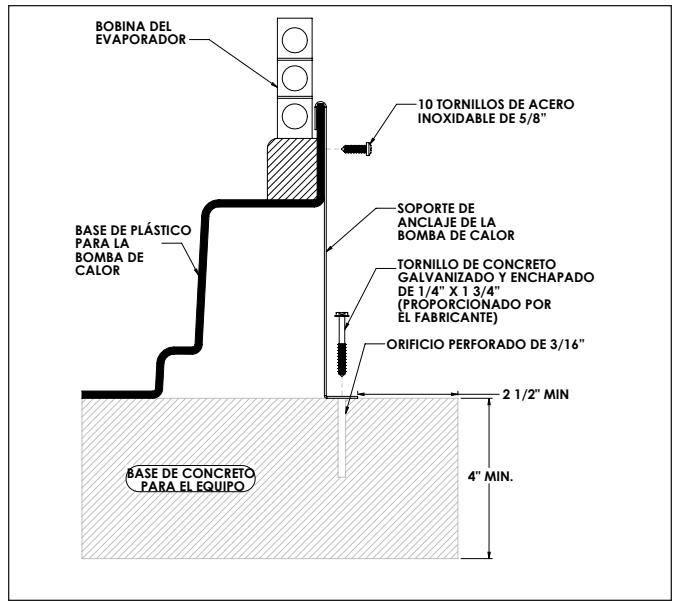 BOBINA DEL
EVAPORADOR
10 TORNILLOS DE ACERO
INOXIDABLE DE 5/8"
SOPORTE DE
ANCLAJE DE LA
BOMBA DE CALOR
BASE DE PLÁSTICO
PARA LA
BOMBA DE
CALOR
TORNILLO DE CONCRETO
GALVANIZADO Y ENCHAPADO
DE 1/4" X 1 3/4"
(PROPORCIONADO POR
EL FABRICANTE)
ORIFICIO PERFORADO DE 3/16"
2 1/2" MIN
4" MIN.
BASE DE CONCRETO
PARA EL EQUIPO